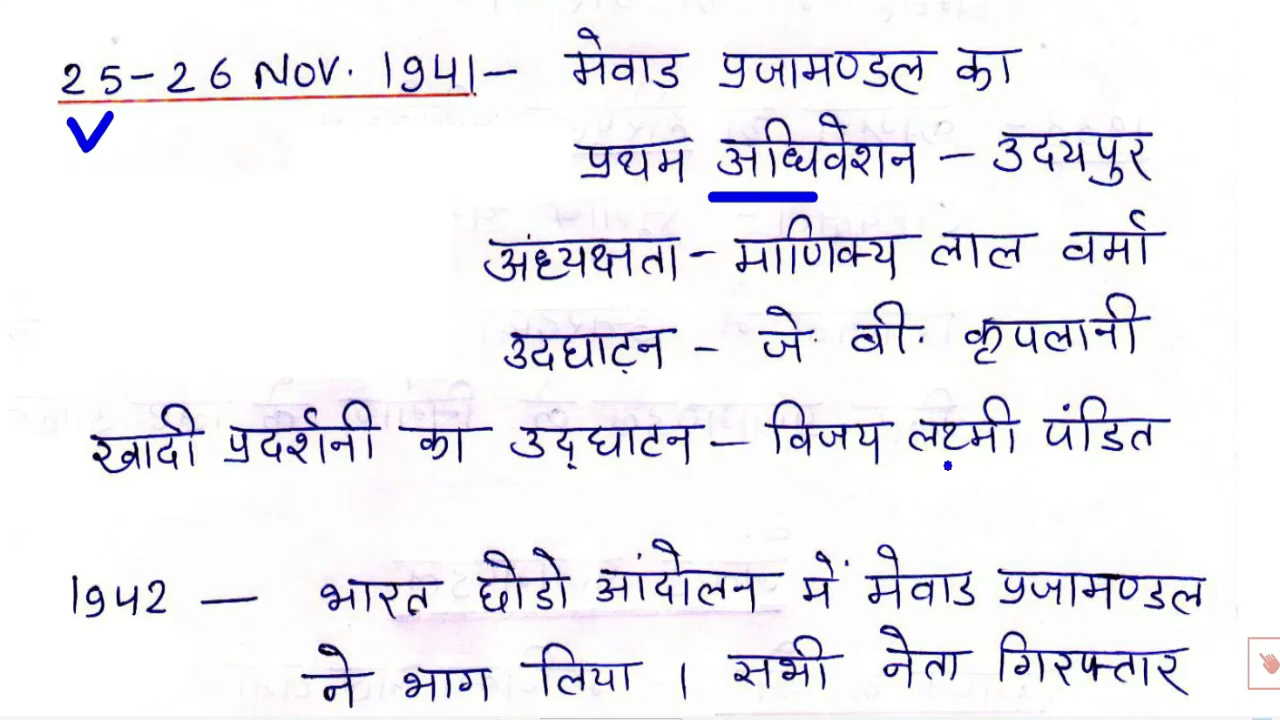 25-26 NOV. 1941 - मेवाड प्रजामण्डल का
प्रथम अधिवेशन - उदयपुर
अध्यक्षता - माणिक्य लाल वर्मा
उदघाट्न - जे. बी. कृपलानी
खादी प्रदर्शनी का उद्घाटन - विजय लक्ष्मी पंडित
1942 - भारत छोडो आंदोलन में मेवाड प्रजामण्डल
ने भाग लिया । सभी नेता गिरफ्तार